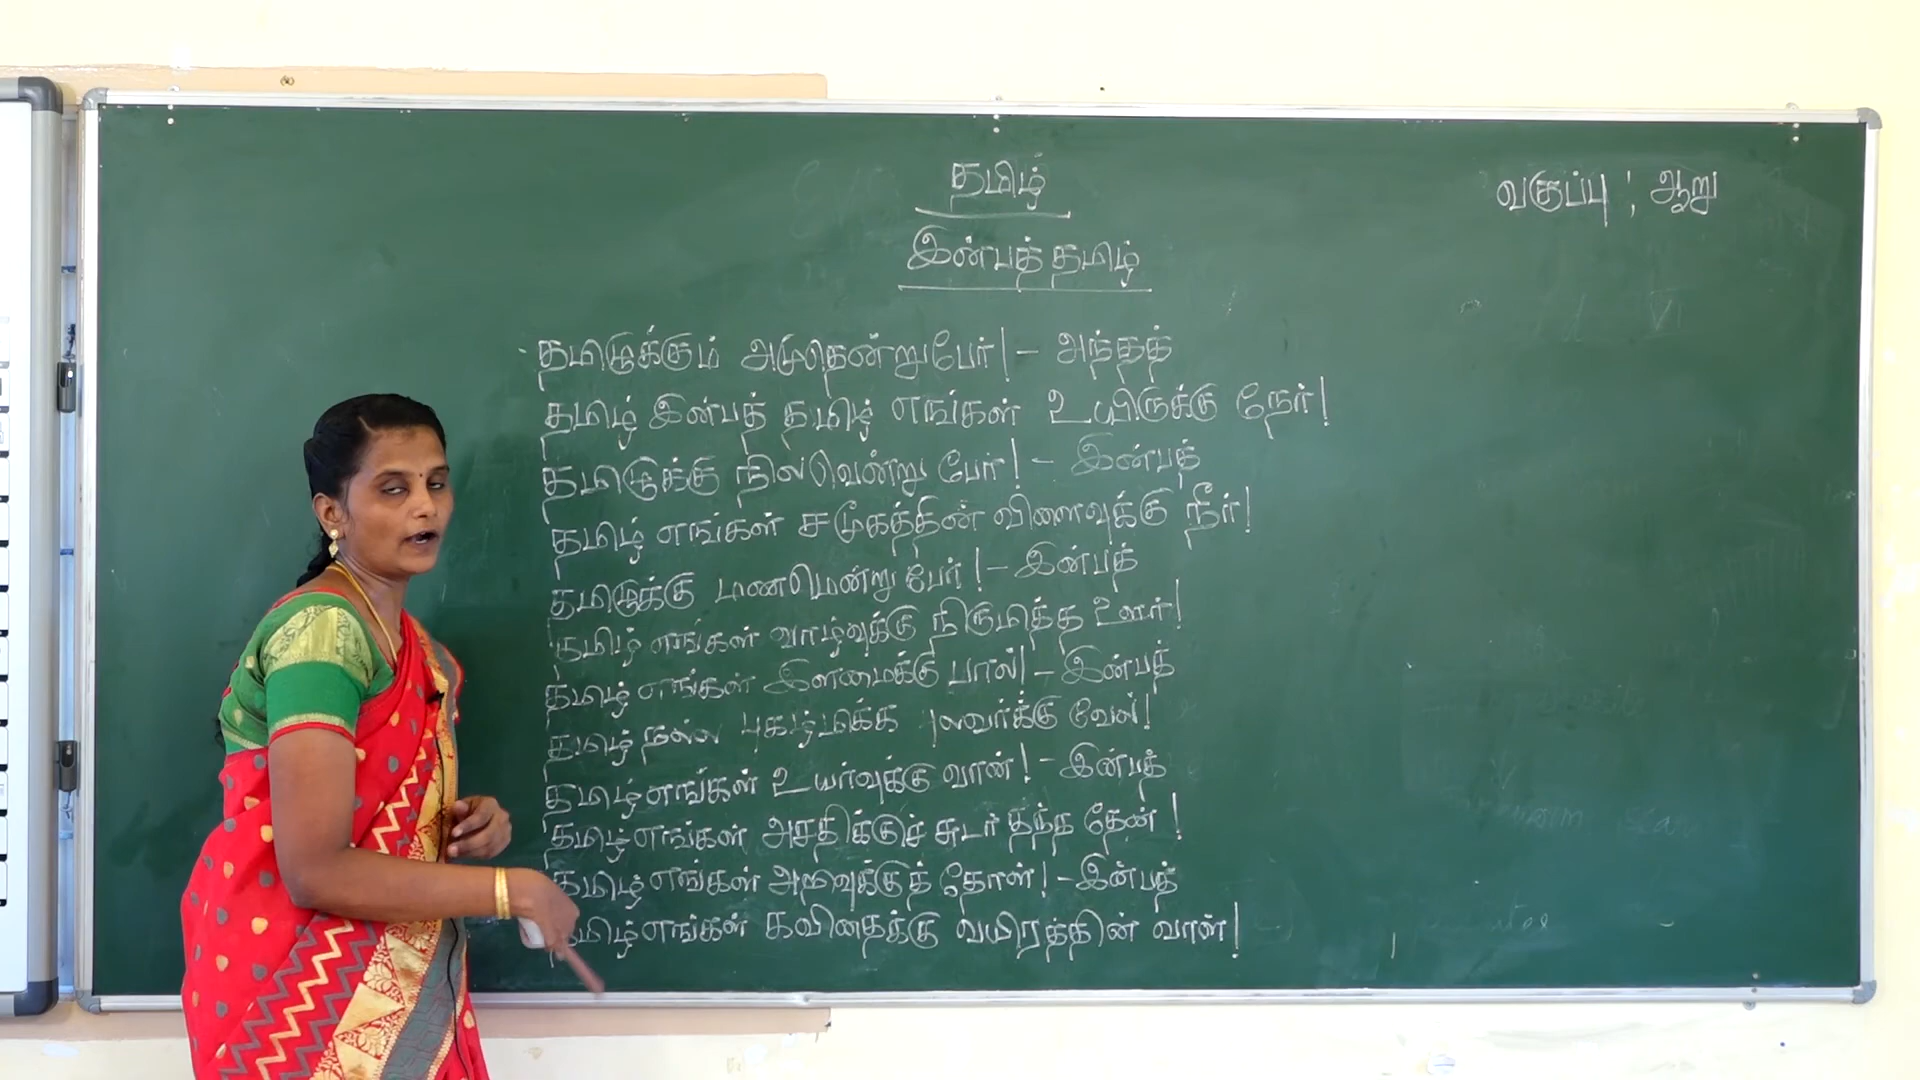 தமிழ்
வகுப்பு : ஆறு
இன்பத் தமிழ்
தமிழுக்கும் அமுதென்று பேர்! – அந்தத்
தமிழ் இன்பத் தமிழ் எங்கள் உயிருக்கு நேர்!
தமிழுக்கு நிலவென்று பேர்! – இன்பத்
தமிழ் எங்கள் சமூகத்தின் விளைவுக்கு நீர்!
தமிழுக்கு மணமென்று பேர்! – இன்பத்
தமிழ் எங்கள் வாழ்வுக்கு நிருமித்த ஊர்!
தமிழ் எங்கள் இளமைக்கு பால்! – இன்பத்
தமிழ் நல்ல புகழ்மிக்க புலவர்க்கு வேல்!
தமிழ் எங்கள் உயர்வுக்கு வான்! – இன்பத்
தமிழ் எங்கள் அசதிக்குச் சுடர் தந்த தேன்!
தமிழ் எங்கள் அறிவுக்குத் தோள்! – இன்பத்
தமிழ் எங்கள் கவிதைக்கு வயிரத்தின் வாள்!